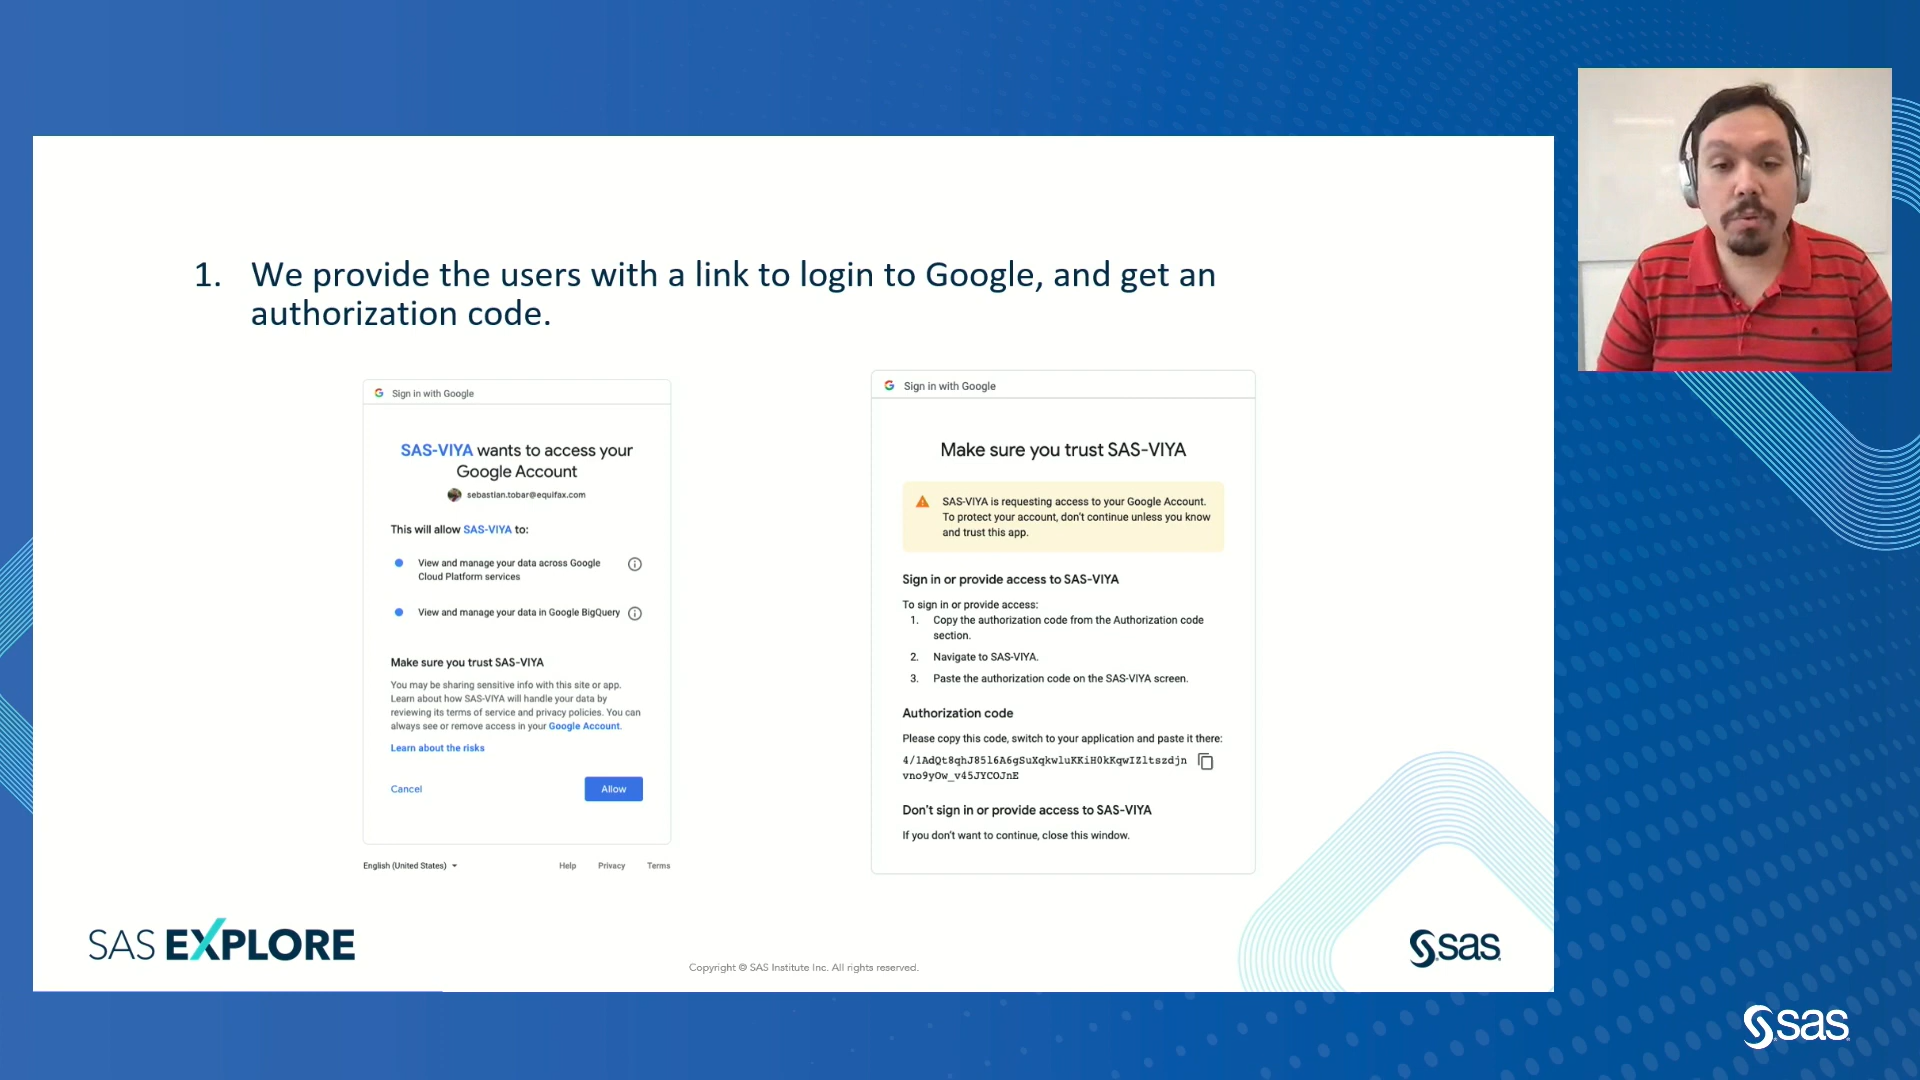 1. We provide the users with a link to login to Google, and get an
authorization code.
Sign in with Google
SAS-VIYA wants to access your
Google Account
sebastian.tobar@equifax.com
This will allow SAS-VIYA to:
View and manage your data across Google
Cloud Platform services
View and manage your data in Google BigQuery
Make sure you trust SAS-VIYA
You may be sharing sensitive info with this site or app.
Learn about how SAS-VIYA will handle your data by
reviewing its terms of service and privacy policies. You can
always see or remove access in your Google Account.
Learn about the risks
Cancel
Allow
English (United States)
Help
Privacy
Terms
Sign in with Google
Make sure you trust SAS-VIYA
SAS-VIYA is requesting access to your Google Account.
To protect your account, don't continue unless you know
and trust this app.
Sign in or provide access to SAS-VIYA
To sign in or provide access:
1. Copy the authorization code from the Authorization code
section.
2. Navigate to SAS-VIYA.
3. Paste the authorization code on the SAS-VIYA screen.
Authorization code
Please copy this code, switch to your application and paste it there:
4/1AdQt8qhJ85l6A6gSuXqkwluKKiH0kKqwIZltszdjn
vno9yOw_v45JYCOJnE
Don't sign in or provide access to SAS-VIYA
If you don't want to continue, close this window.
SAS EXPLORE
Copyright © SAS Institute Inc. All rights reserved.
sas
sas